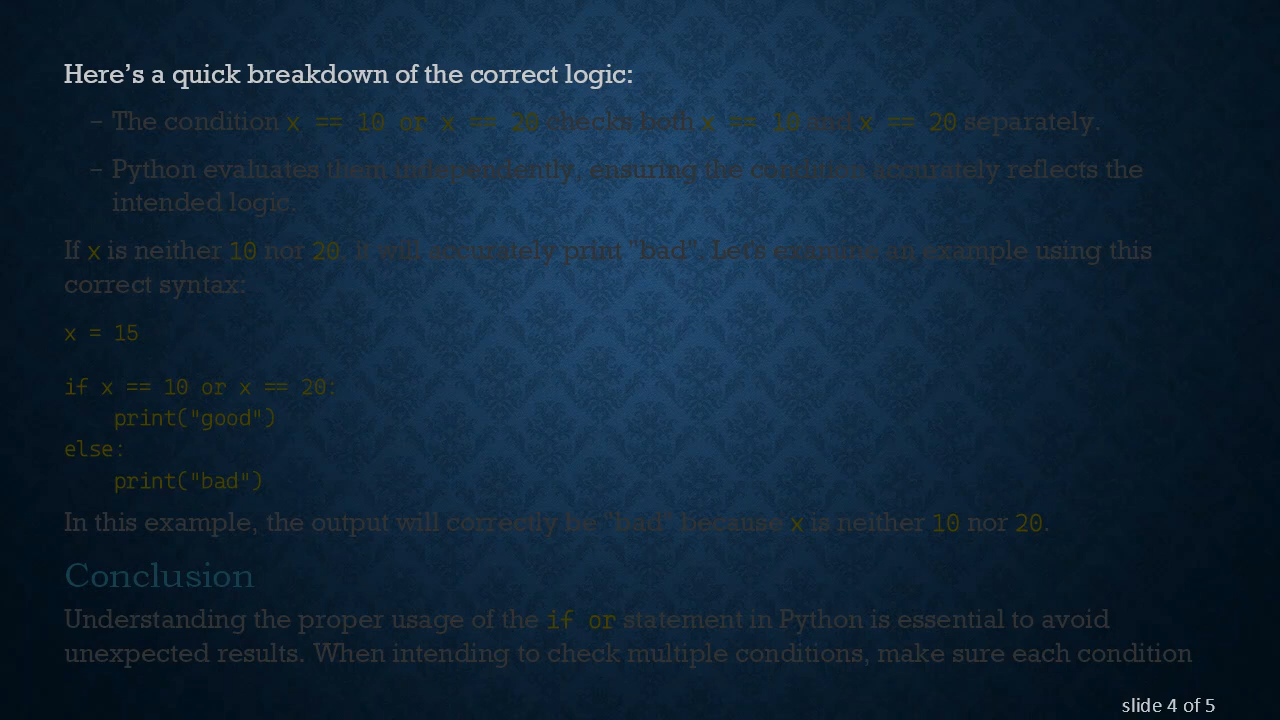 Here’s a quick breakdown of the correct logic:
– The condition x == 10 or x == 20 checks both x == 10 and x == 20 separately.
– Python evaluates them independently, ensuring the condition accurately reflects the
intended logic.
If x is neither 10 nor 20, it will accurately print "bad". Let's examine an example using this
correct syntax:
x = 15
if x == 10 or x == 20:
    print("good")
else:
    print("bad")
In this example, the output will correctly be "bad" because x is neither 10 nor 20.
Conclusion
Understanding the proper usage of the if or statement in Python is essential to avoid
unexpected results. When intending to check multiple conditions, make sure each condition
slide 4 of 5